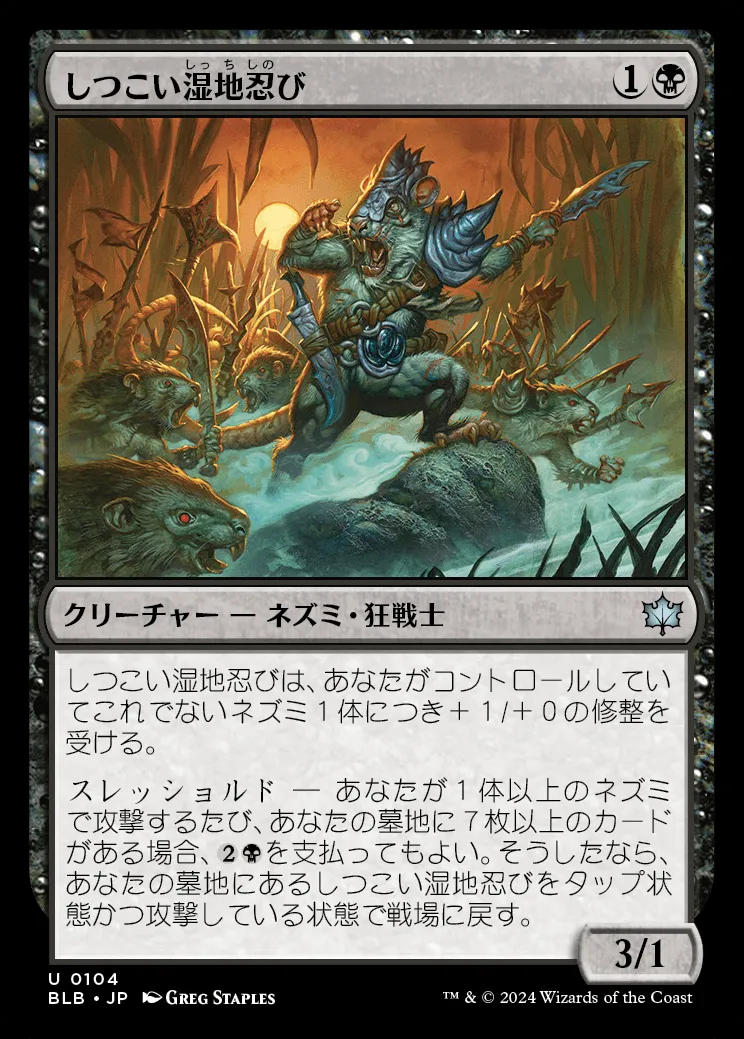 しっちしの
しつこい湿地忍び
1
クリーチャー — ネズミ・狂戦士
しつこい湿地忍びは、あなたがコントロールしてい
てこれでないネズミ1体につき+1/+0の修整を
受ける。
スレッショルド — あなたが1体以上のネズミ
で攻撃するたび、あなたの墓地に7枚以上のカード
がある場合、2を支払ってもよい。そうしたなら、
あなたの墓地にあるしつこい湿地忍びをタップ状
態かつ攻撃している状態で戦場に戻す。
3/1
U 0104
BLB • JP Greg Staples
™ & © 2024 Wizards of the Coast